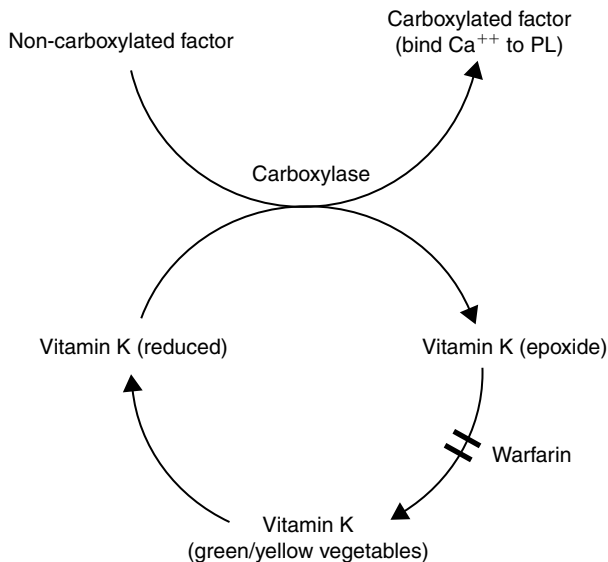 Non-carboxylated factor
Carboxylated factor
(bind Ca++ to PL)
Carboxylase
Vitamin K (reduced)
Vitamin K (epoxide)
Warfarin
Vitamin K
(green/yellow vegetables)